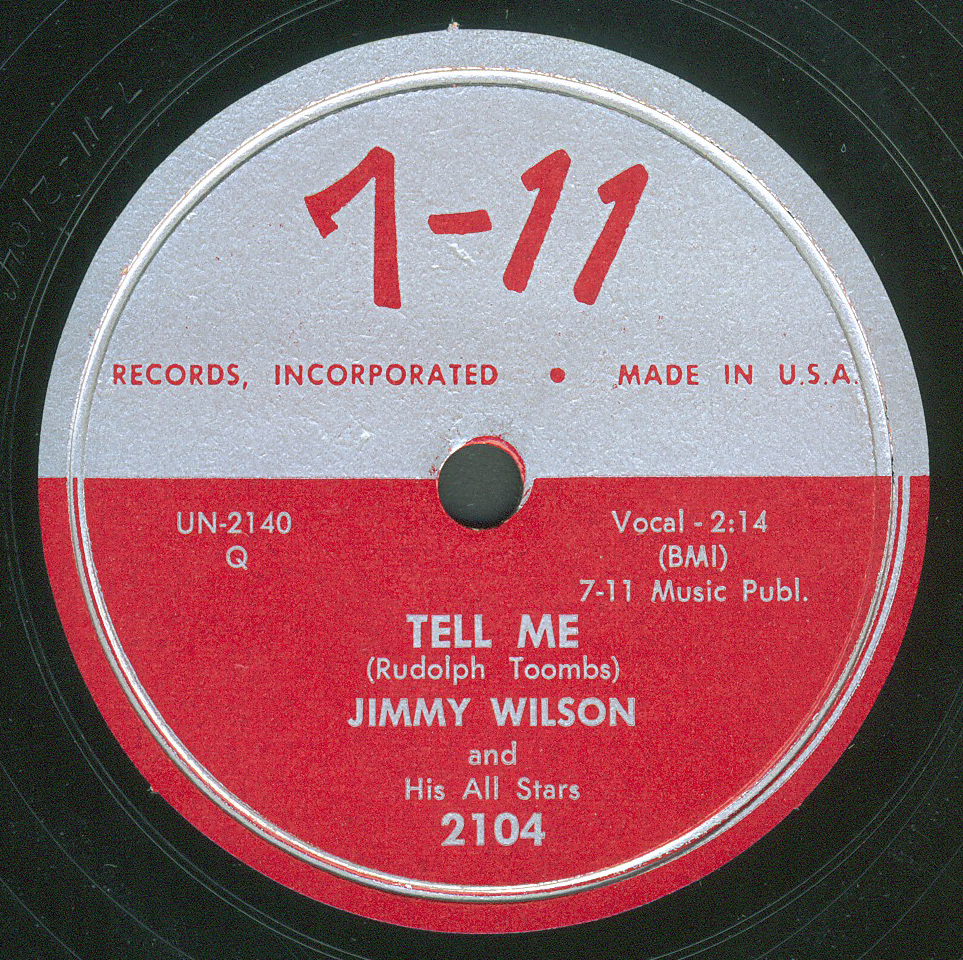 7-11
RECORDS, INCORPORATED • MADE IN U.S.A.
UN-2140
Q
Vocal - 2:14
(BMI)
7-11 Music Publ.
TELL ME
(Rudolph Toombs)
JIMMY WILSON
and
His All Stars
2104